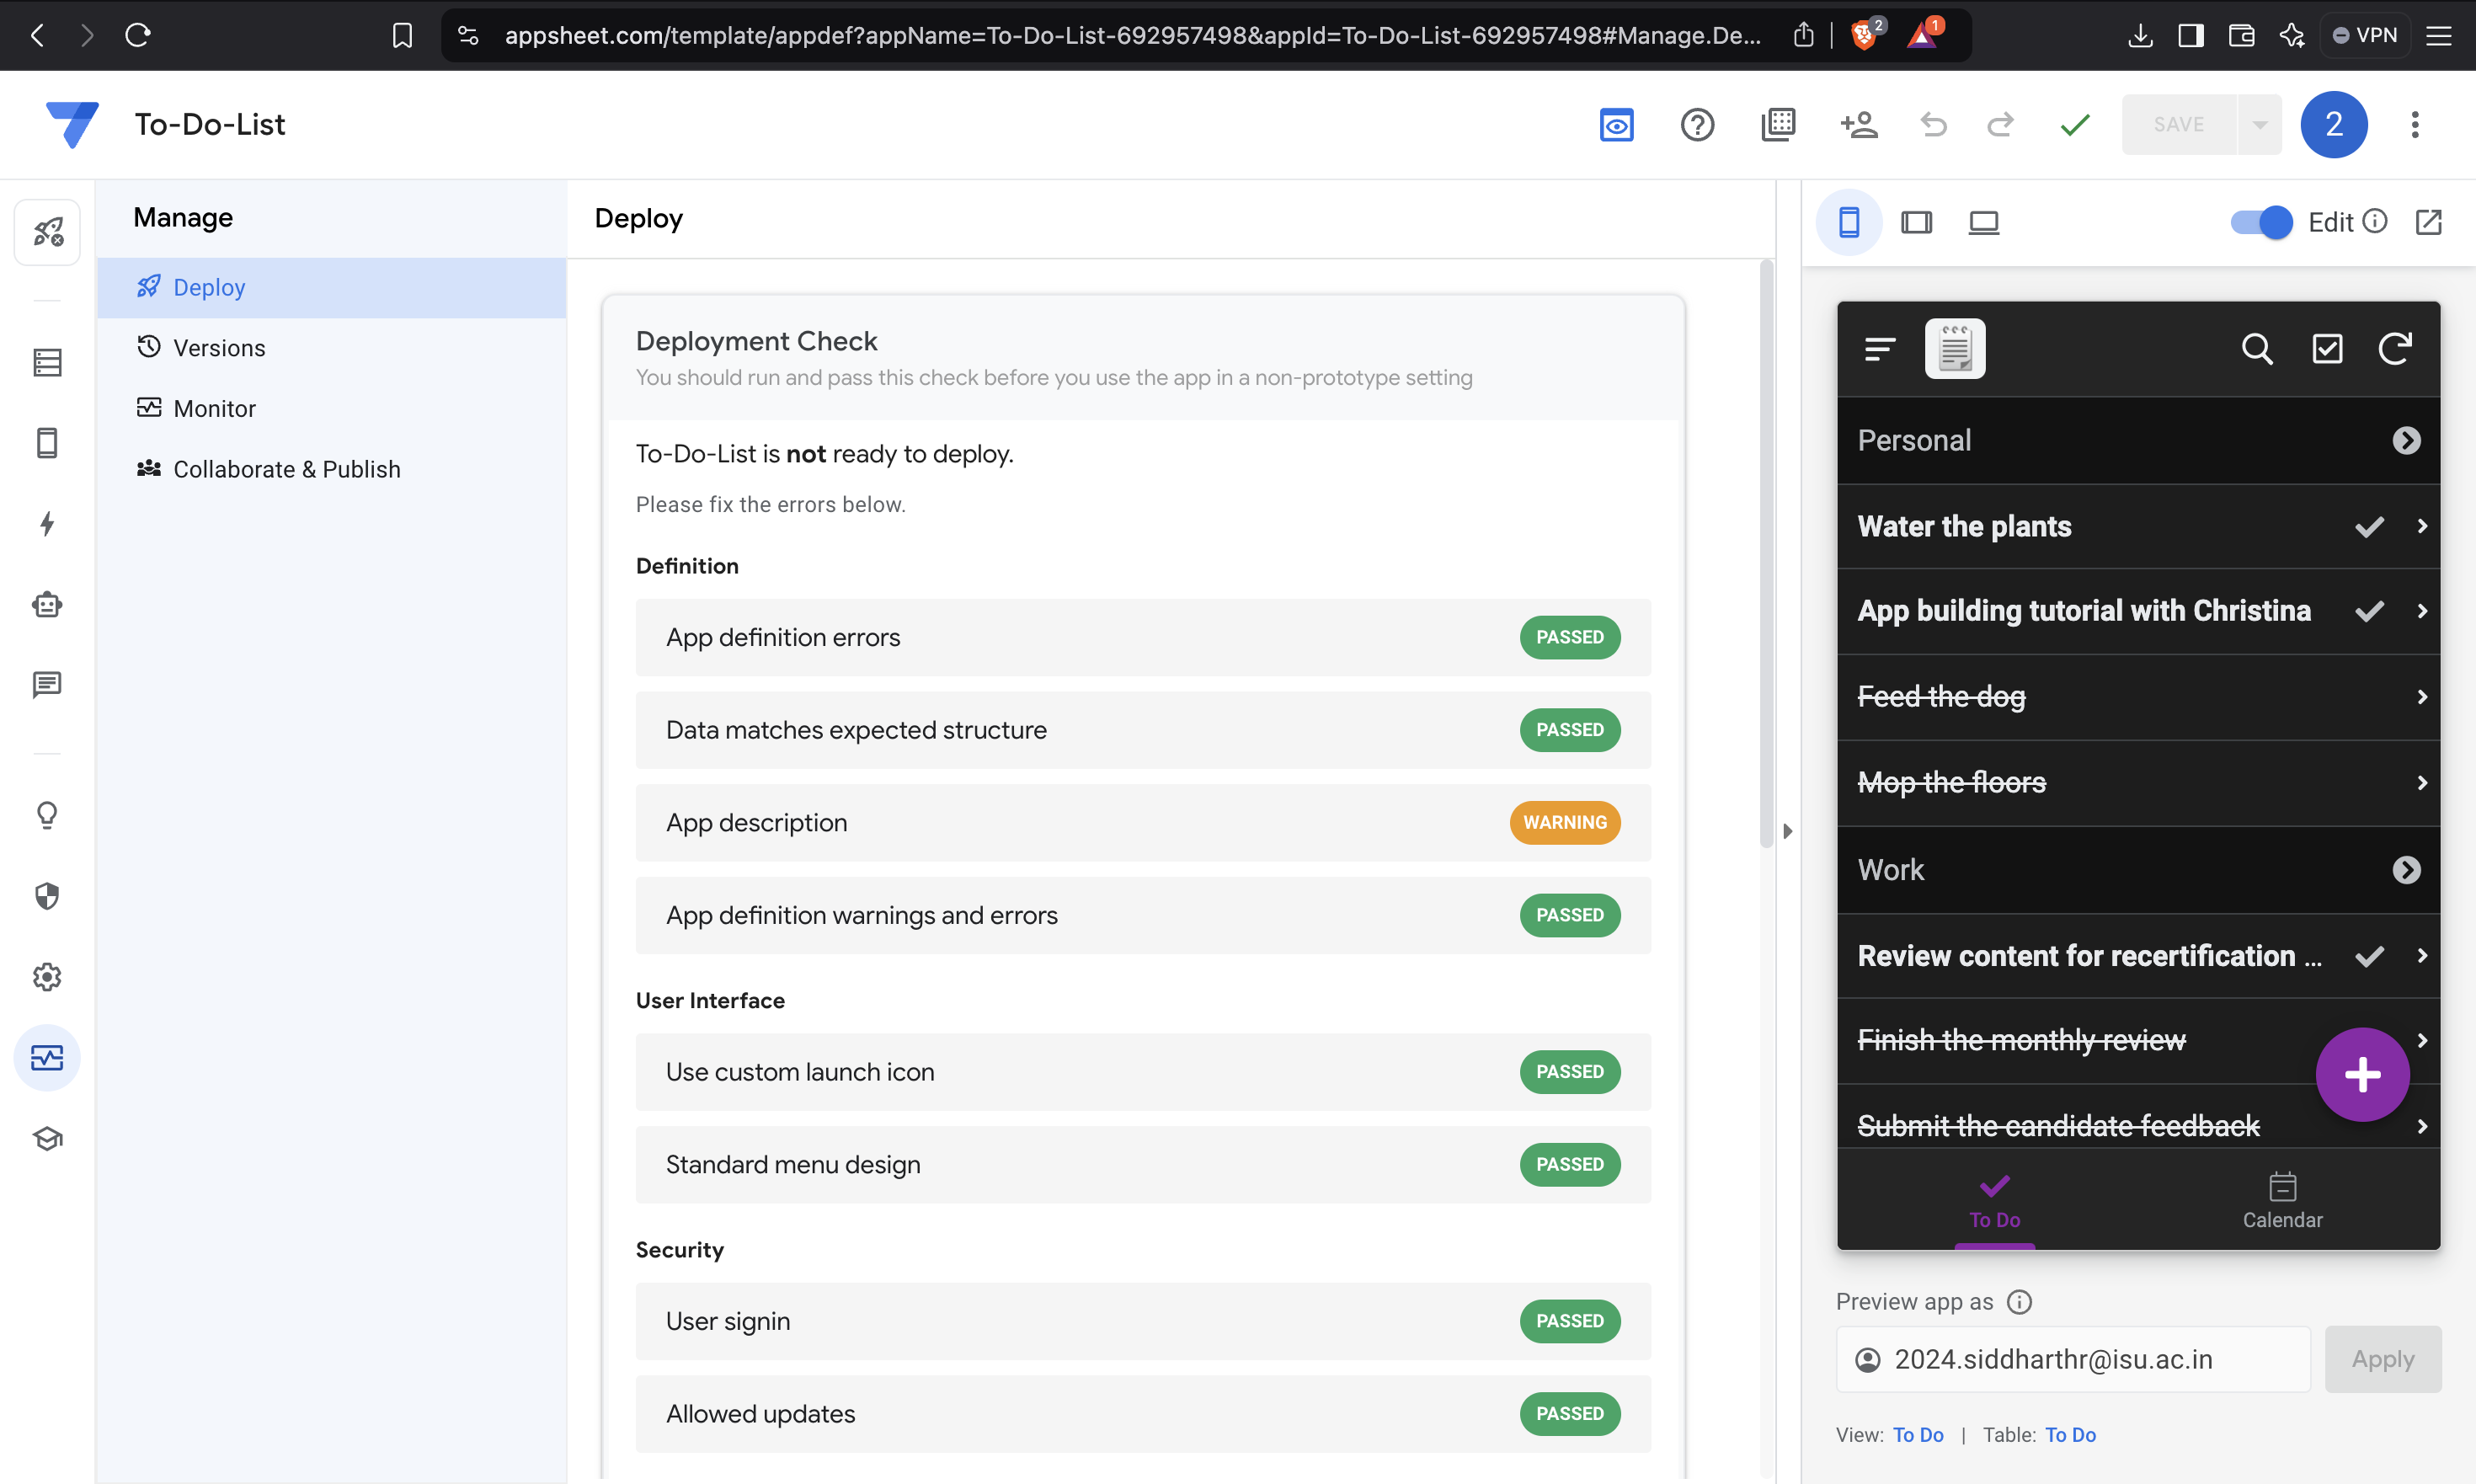 appsheet.com/template/appdef?appName=To-Do-List-692957498&appId=To-Do-List-692957498#Manage.De...
2
1
VPN
To-Do-List
SAVE
2
Manage
Deploy
Versions
Monitor
Collaborate & Publish
Deploy
Deployment Check
You should run and pass this check before you use the app in a non-prototype setting
To-Do-List is not ready to deploy.
Please fix the errors below.
Definition
App definition errors PASSED
Data matches expected structure PASSED
App description WARNING
App definition warnings and errors PASSED
User Interface
Use custom launch icon PASSED
Standard menu design PASSED
Security
User signin PASSED
Allowed updates PASSED
Edit
Personal
Water the plants
App building tutorial with Christina
Feed the dog
Mop the floors
Work
Review content for recertification ...
Finish the monthly review
Submit the candidate feedback
To Do
Calendar
Preview app as
2024.siddharthr@isu.ac.in
Apply
View: To Do | Table: To Do